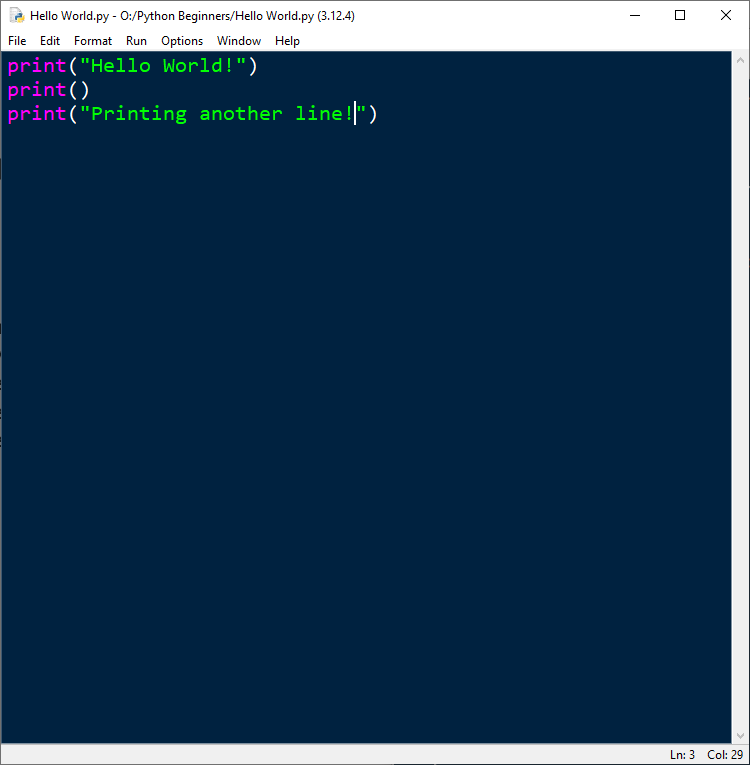 Hello World.py - O:/Python Beginners/Hello World.py (3.12.4)
File Edit Format Run Options Window Help
print("Hello World!")
print()
print("Printing another line!")
Ln: 3 Col: 29